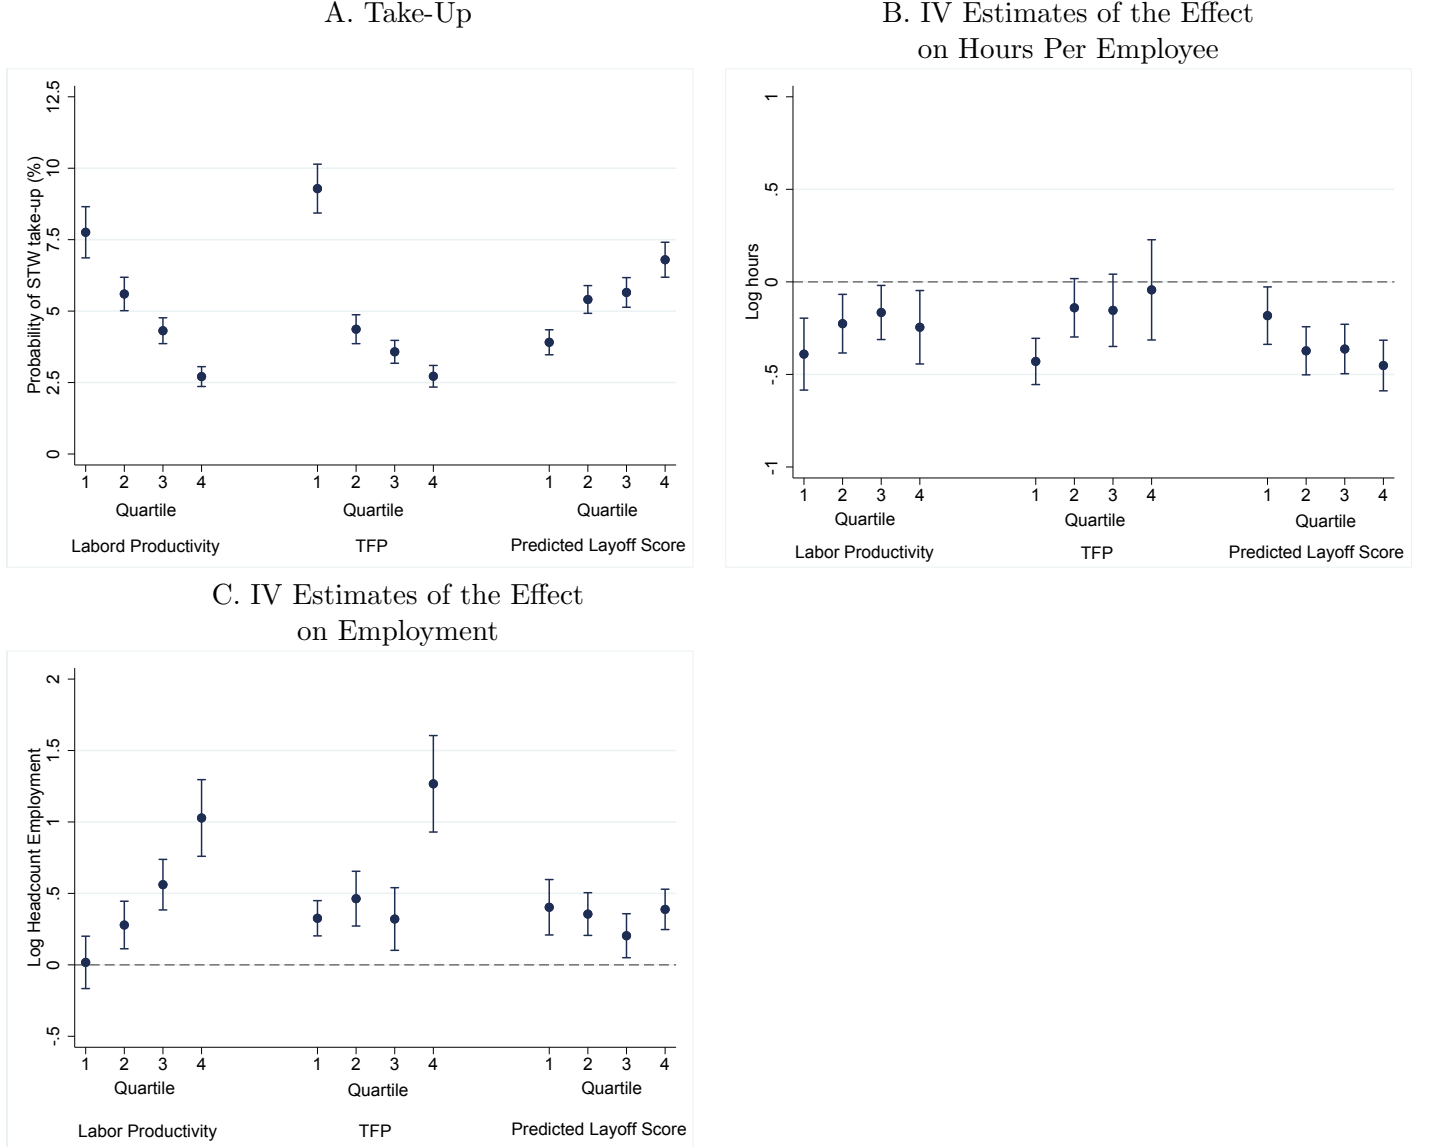 A. Take-Up
Probability of STW take-up (%)
12.5
10
7.5
5
2.5
0
1 2 3 4 1 2 3 4 1 2 3 4
Quartile Quartile Quartile
Labord Productivity TFP Predicted Layoff Score
B. IV Estimates of the Effect
on Hours Per Employee
Log hours
1
.5
0
-.5
-1
1 2 3 4 1 2 3 4 1 2 3 4
Quartile Quartile Quartile
Labor Productivity TFP Predicted Layoff Score
C. IV Estimates of the Effect
on Employment
Log Headcount Employment
2
1.5
1
.5
0
-.5
1 2 3 4 1 2 3 4 1 2 3 4
Quartile Quartile Quartile
Labor Productivity TFP Predicted Layoff Score